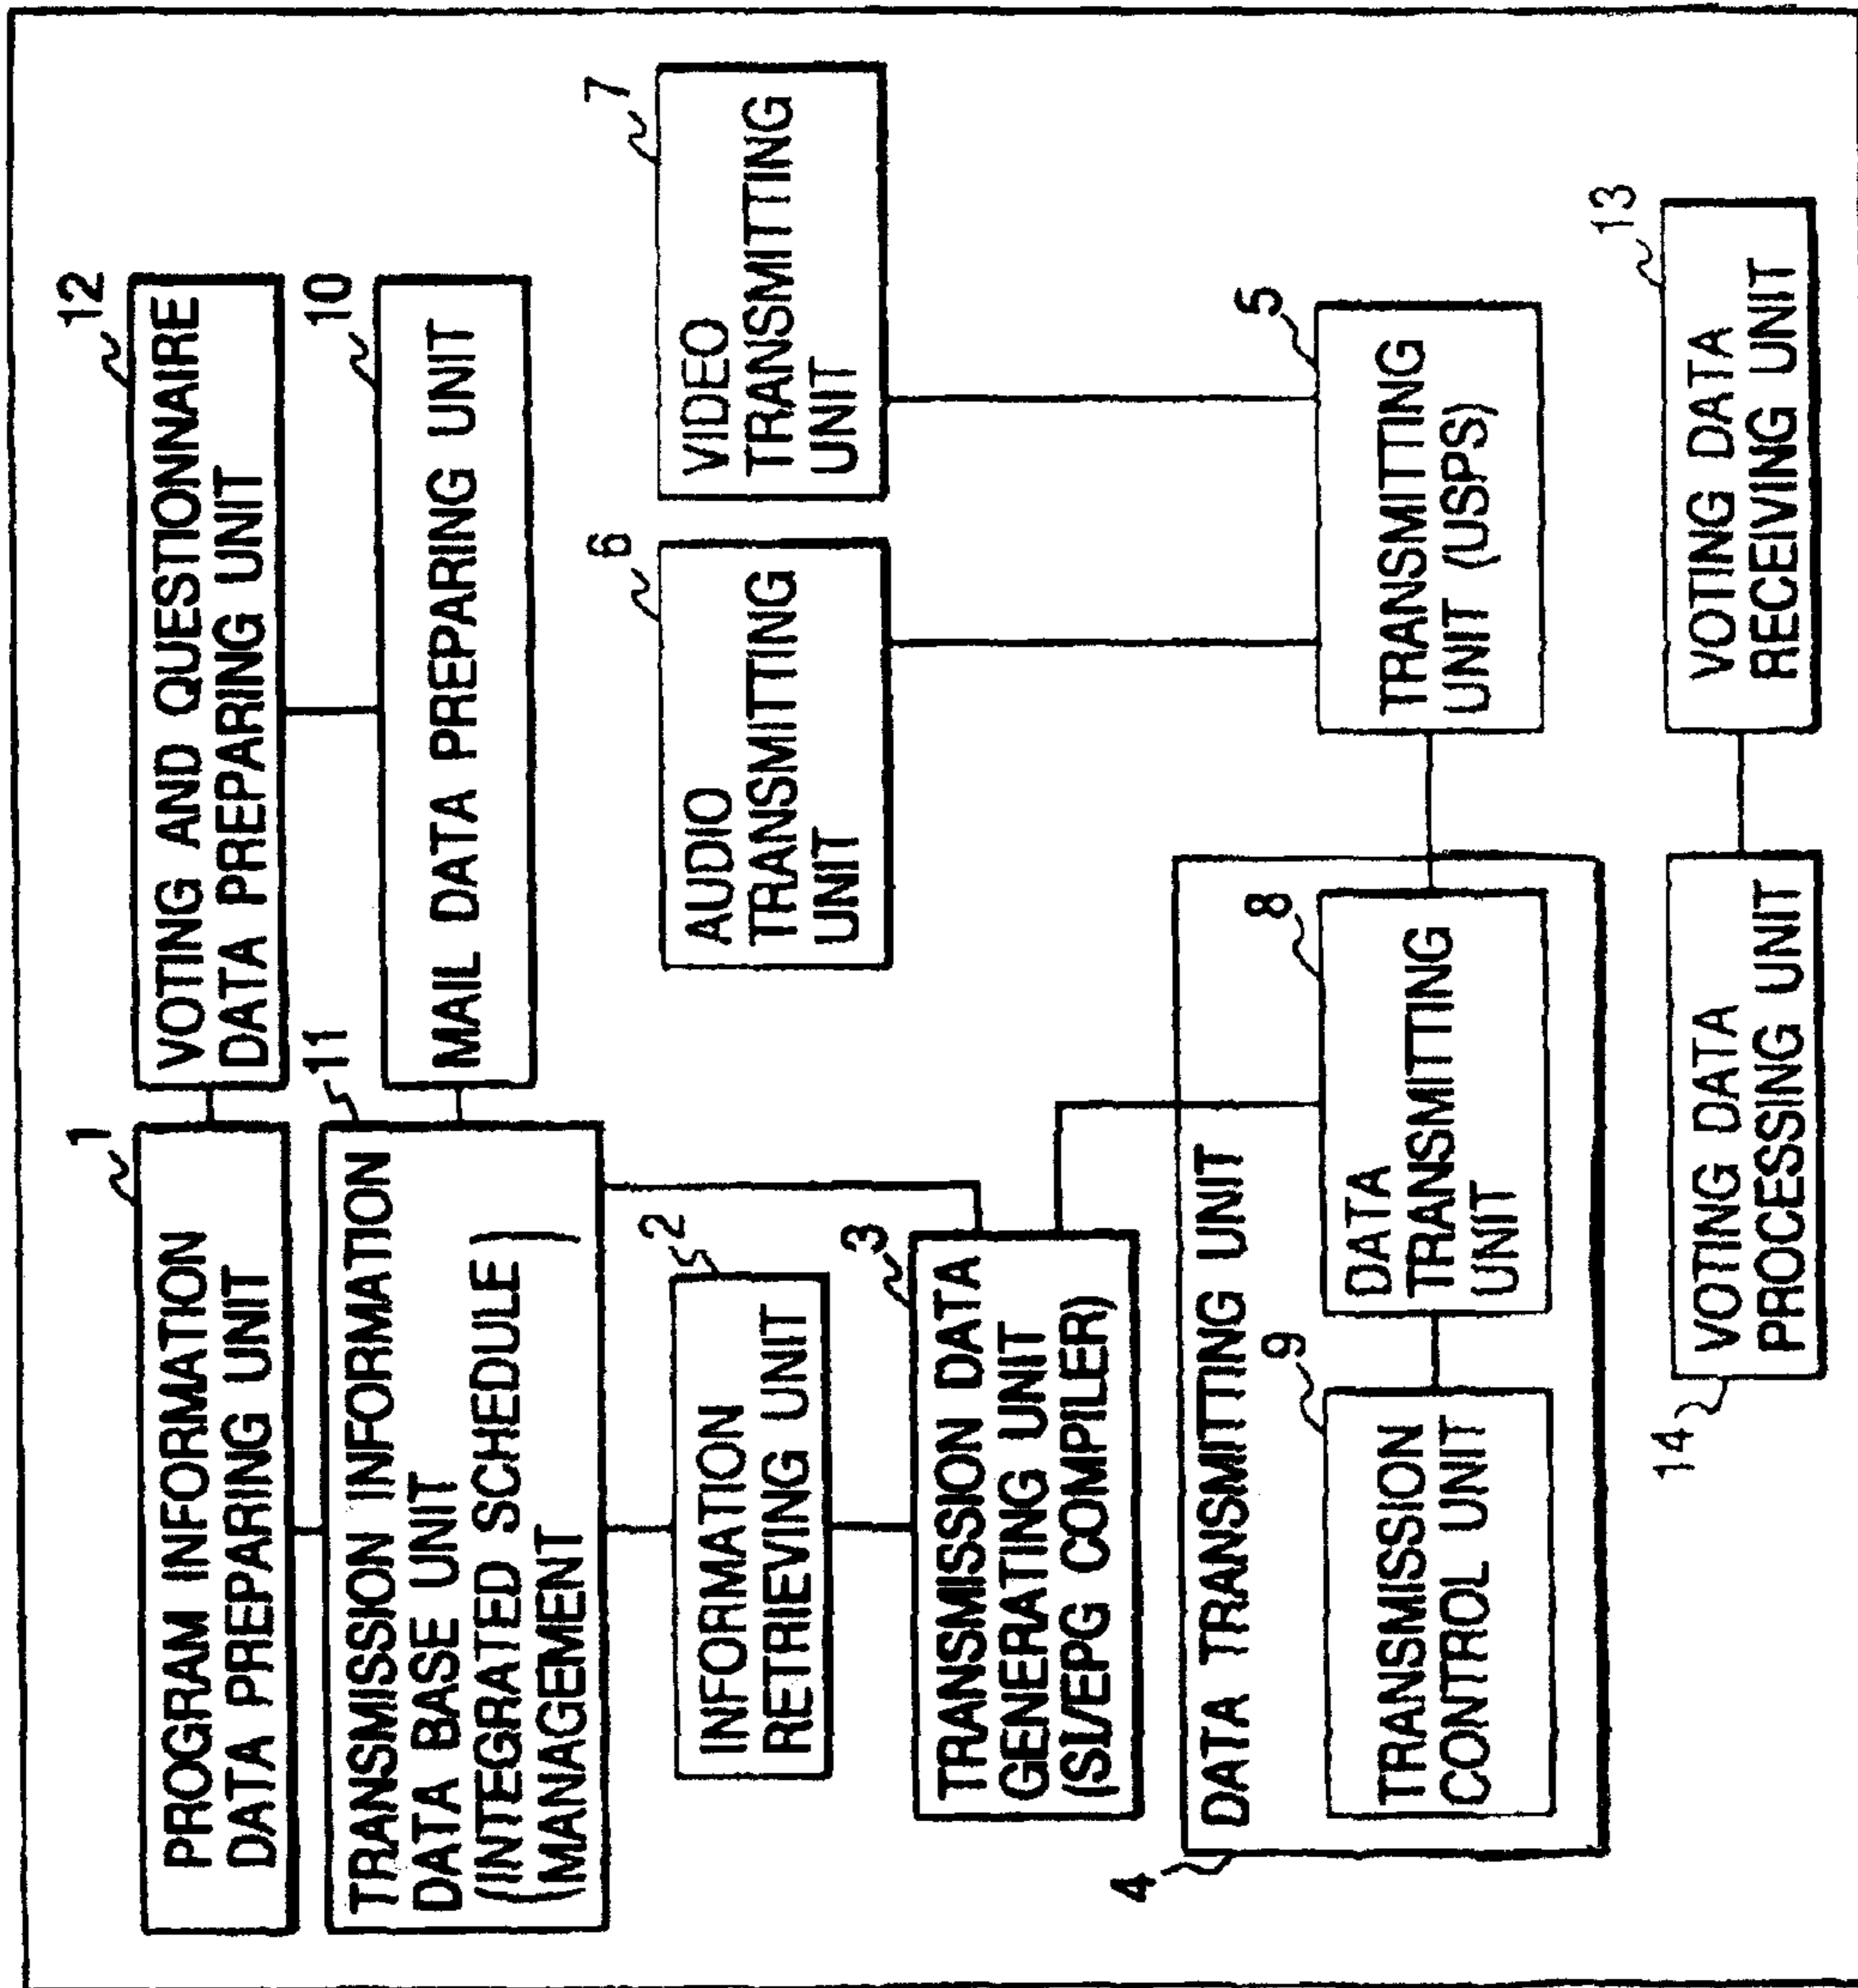 1
PROGRAM INFORMATION
DATA PREPARING UNIT
12
VOTING AND QUESTIONNAIRE
DATA PREPARING UNIT
11
TRANSMISSION INFORMATION
DATA BASE UNIT
(INTEGRATED SCHEDULE)
(MANAGEMENT )
10
MAIL DATA PREPARING UNIT
2
INFORMATION
RETRIEVING UNIT
6
AUDIO
TRANSMITTING
UNIT
7
VIDEO
TRANSMITTING
UNIT
3
TRANSMISSION DATA
GENERATING UNIT
(SI/EPG COMPILER)
4
DATA TRANSMITTING UNIT
9
TRANSMISSION
CONTROL UNIT
8
DATA
TRANSMITTING
UNIT
5
TRANSMITTING
UNIT (USPS)
14
VOTING DATA
PROCESSING UNIT
13
VOTING DATA
RECEIVING UNIT